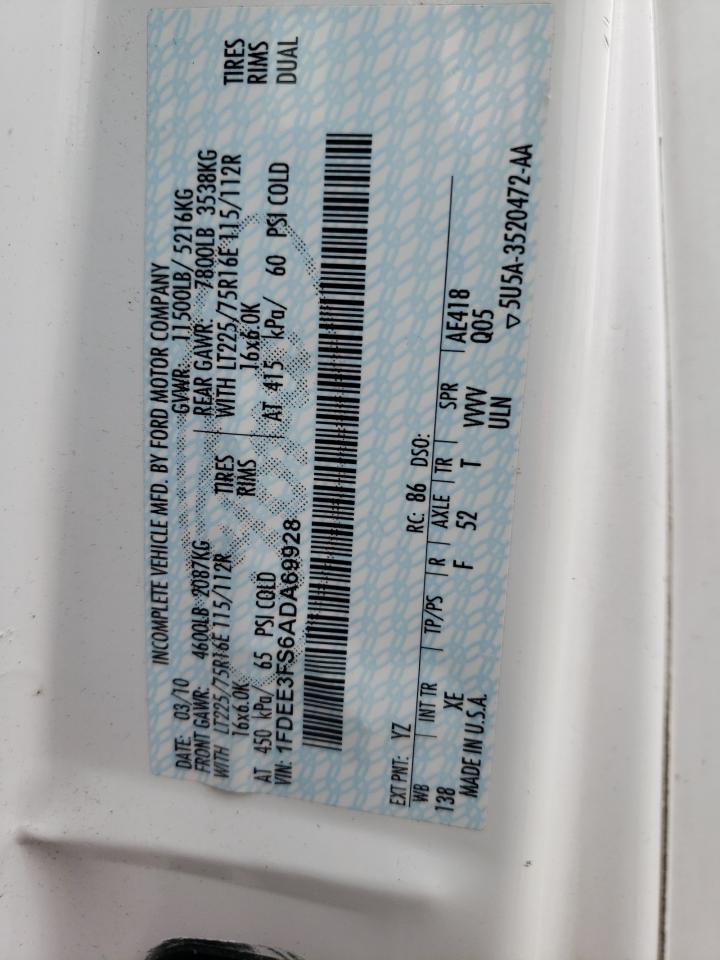 INCOMPLETE VEHICLE MFD. BY FORD MOTOR COMPANY
DATE: 03/10 GVWR: 11500LB/ 5216KG
FRONT GAWR: 4600LB 2087KG REAR GAWR: 7800LB 3538KG
WITH LT225/75R16E 115/112R TIRES WITH LT225/75R16E 115/112R TIRES
16x6.0K RIMS 16x6.0K RIMS
AT 450 kPa/ 65 PSI COLD AT 415 kPa/ 60 PSI COLD DUAL
VIN: 1FDEE3FS6ADA69928
EXT PNT: YZ RC: 86 DSO:
WB INT TR TP/PS R AXLE TR SPR AE418
138 XE F 52 T VVVV Q05
MADE IN U.S.A. ULN
▽5U5A-3520472-AA